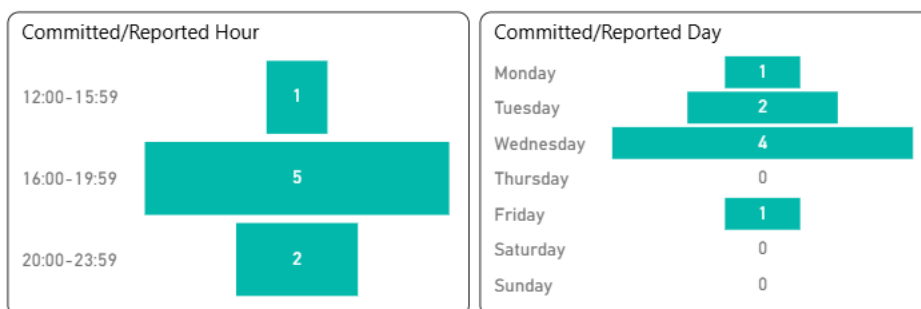 Committed/Reported Hour
12:00-15:59 1
16:00-19:59 5
20:00-23:59 2
Committed/Reported Day
Monday 1
Tuesday 2
Wednesday 4
Thursday 0
Friday 1
Saturday 0
Sunday 0